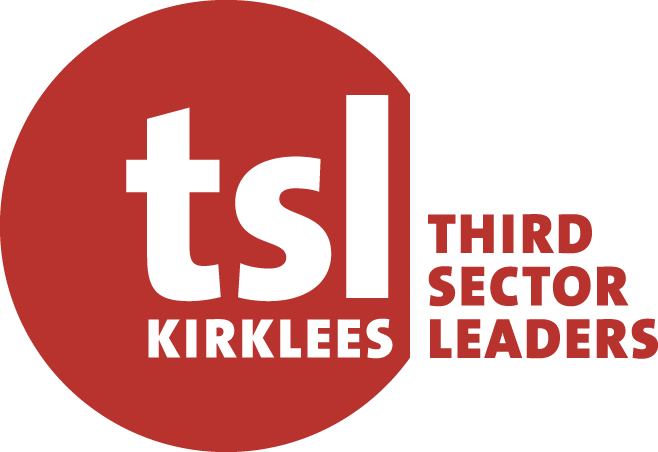 tsl
KIRKLEES
THIRD
SECTOR
LEADERS